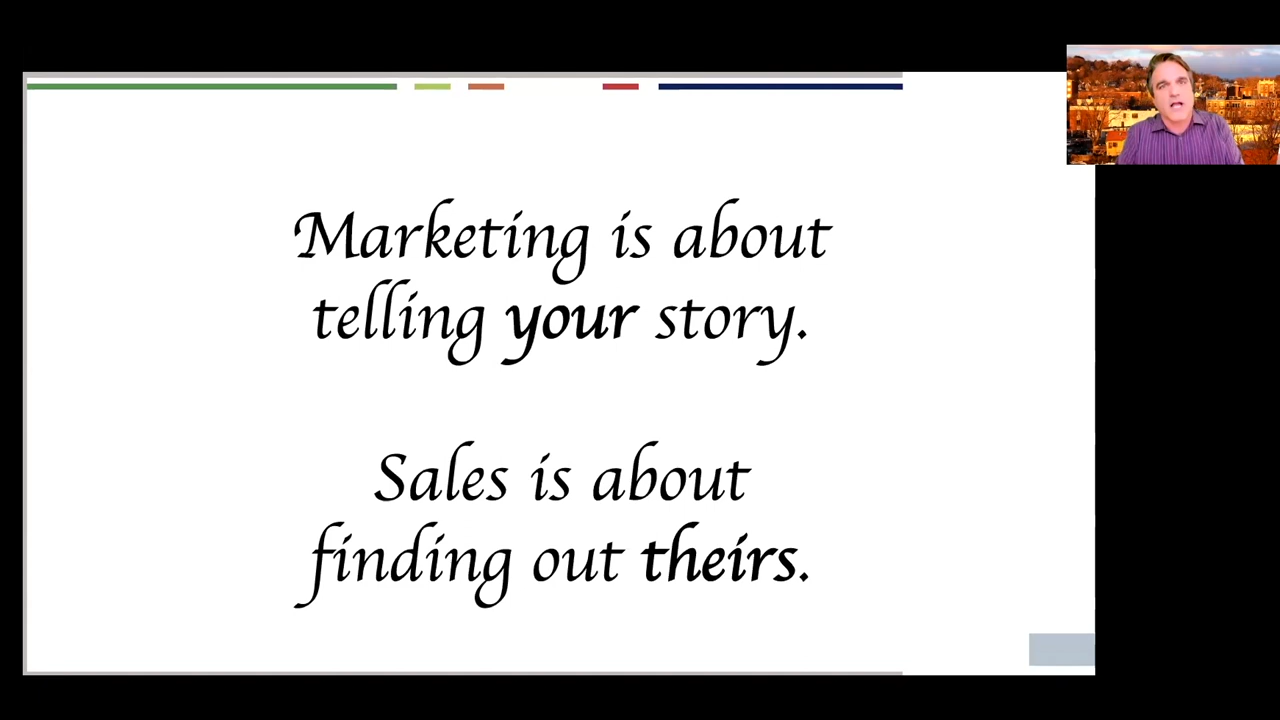 Marketing is about
telling your story.
Sales is about
finding out theirs.